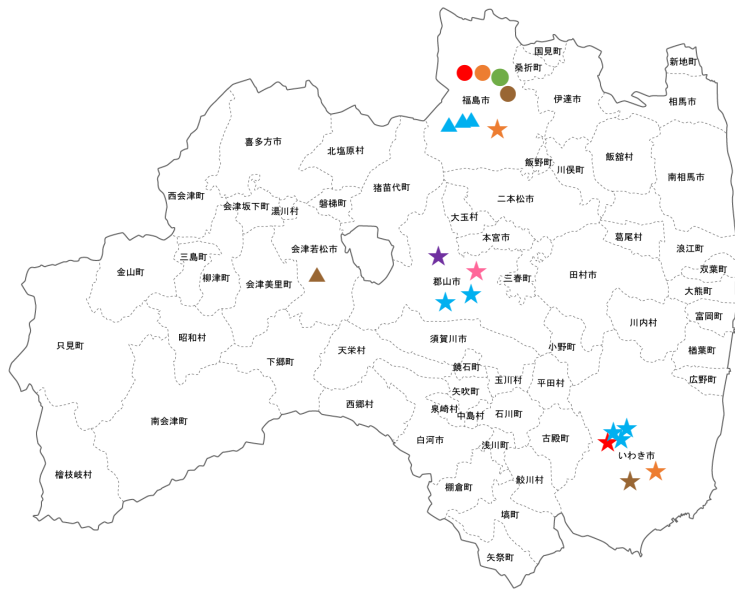 国見町
桑折町
新地町
福島市
伊達市
相馬市
喜多方市
北塩原村
飯野町
川俣町
飯舘村
南相馬市
猪苗代町
西会津町
会津坂下町
湯川村
磐梯町
二本松市
大玉村
本宮市
葛尾村
浪江町
双葉町
大熊町
会津若松市
三島町
柳津町
金山町
会津美里町
郡山市
三春町
田村市
富岡町
川内村
只見町
昭和村
下郷町
天栄村
須賀川市
小野町
楢葉町
広野町
鏡石町
玉川村
平田村
矢吹町
西郷村
泉崎村
中島村
石川町
南会津町
白河市
浅川町
古殿町
いわき市
檜枝岐村
棚倉町
鮫川村
塙町
矢祭町